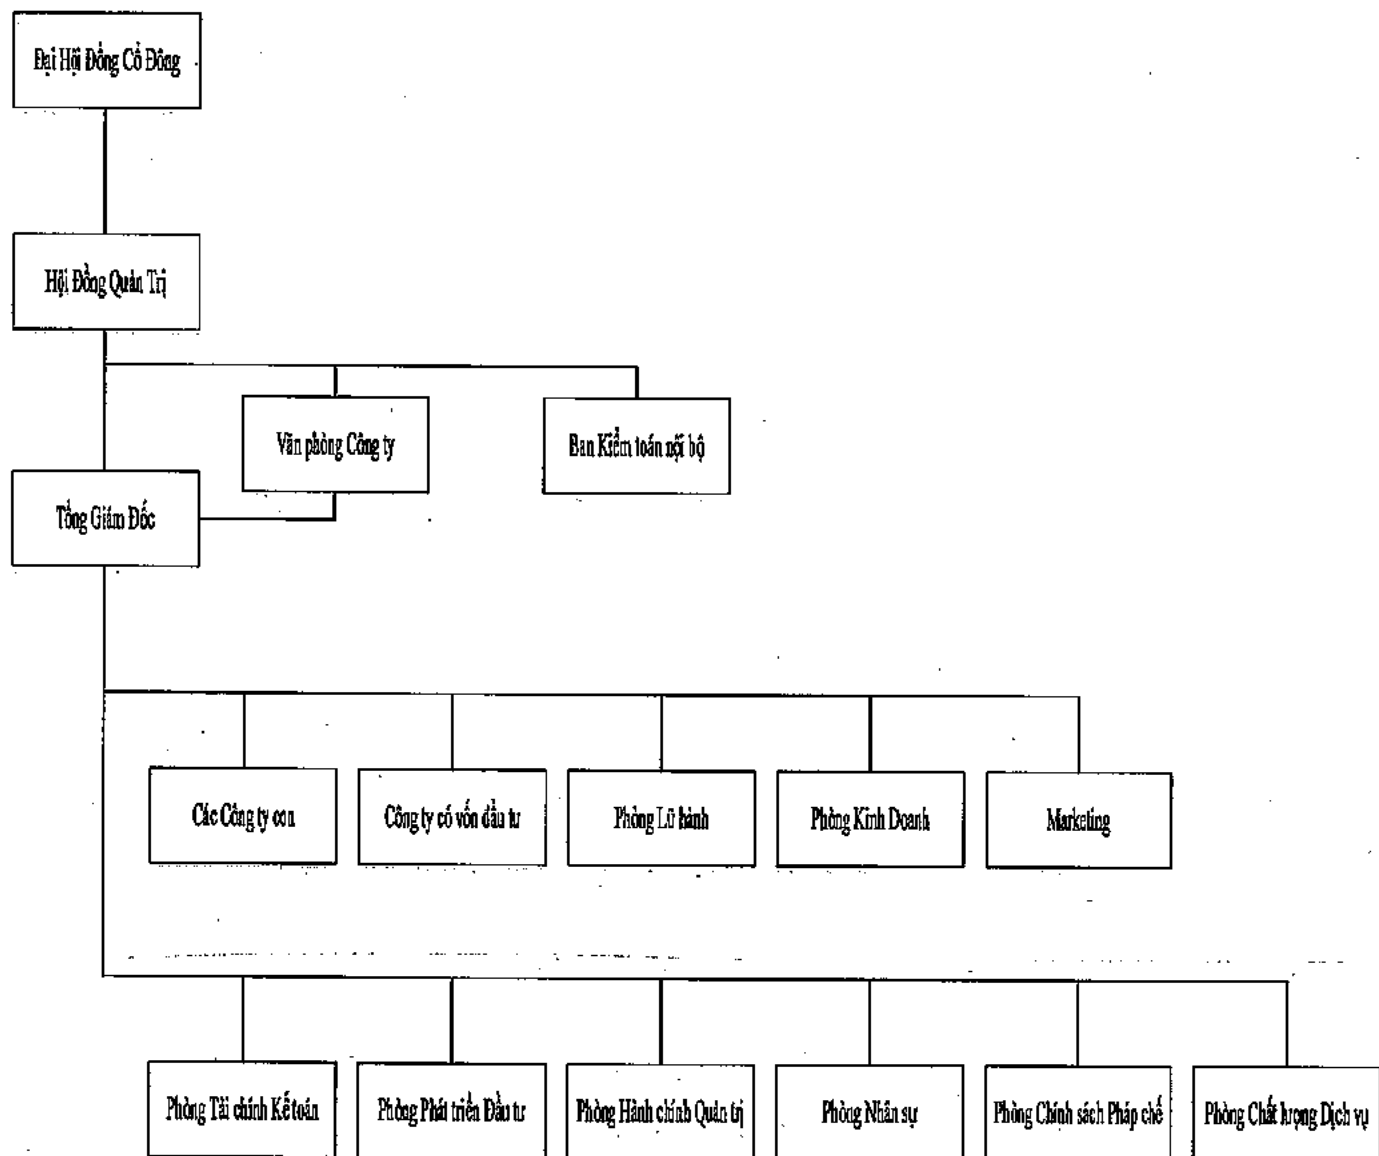 Đại Hội Đồng Cổ Đông
Hội Đồng Quản Trị
Văn phòng Công ty
Ban Kiểm toán nội bộ
Tổng Giám Đốc
Các Công ty con
Công ty có vốn đầu tư
Phòng Lữ hành
Phòng Kinh Doanh
Marketing
Phòng Tài chính Kế toán
Phòng Phát triển Đầu tư
Phòng Hành chính Quản trị
Phòng Nhân sự
Phòng Chính sách Pháp chế
Phòng Chất lượng Dịch vụ